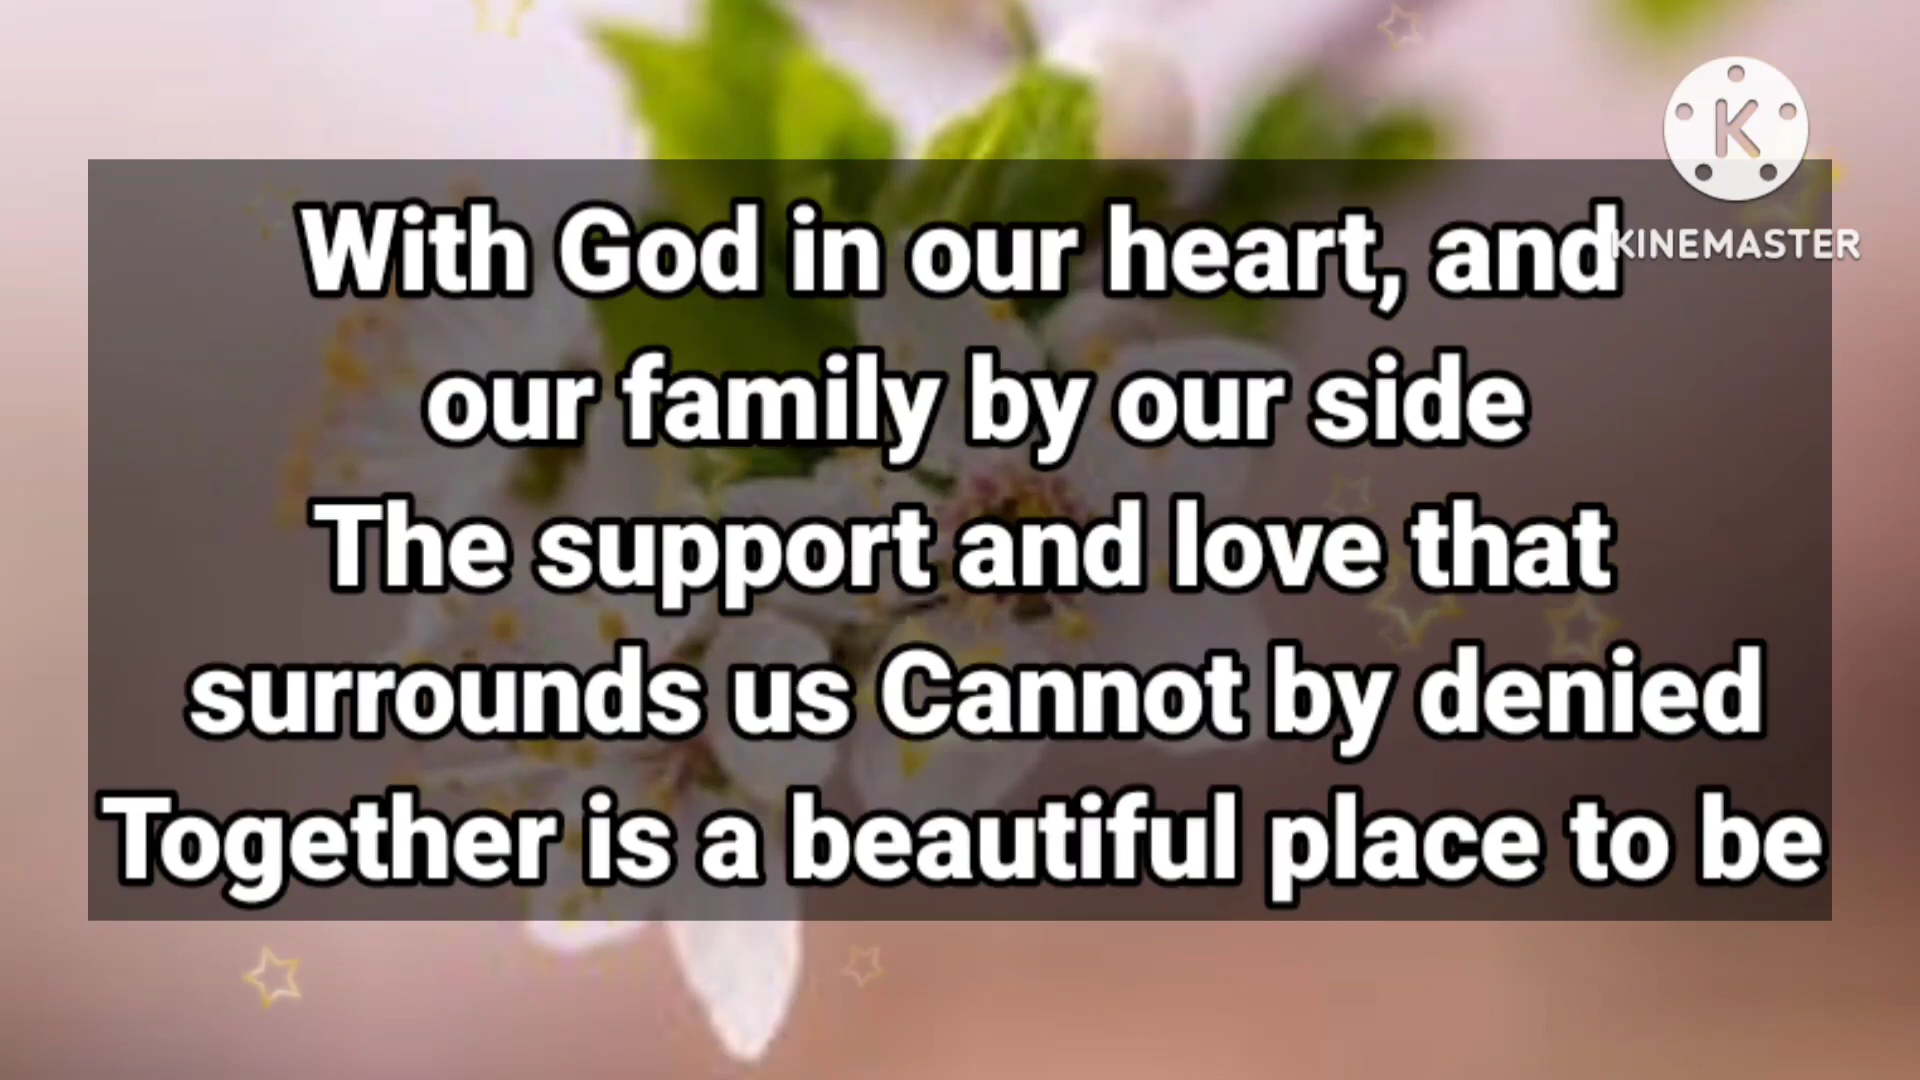 With God in our heart, and
our family by our side
The support and love that
surrounds us Cannot by denied
Together is a beautiful place to be
K
KINEMASTER